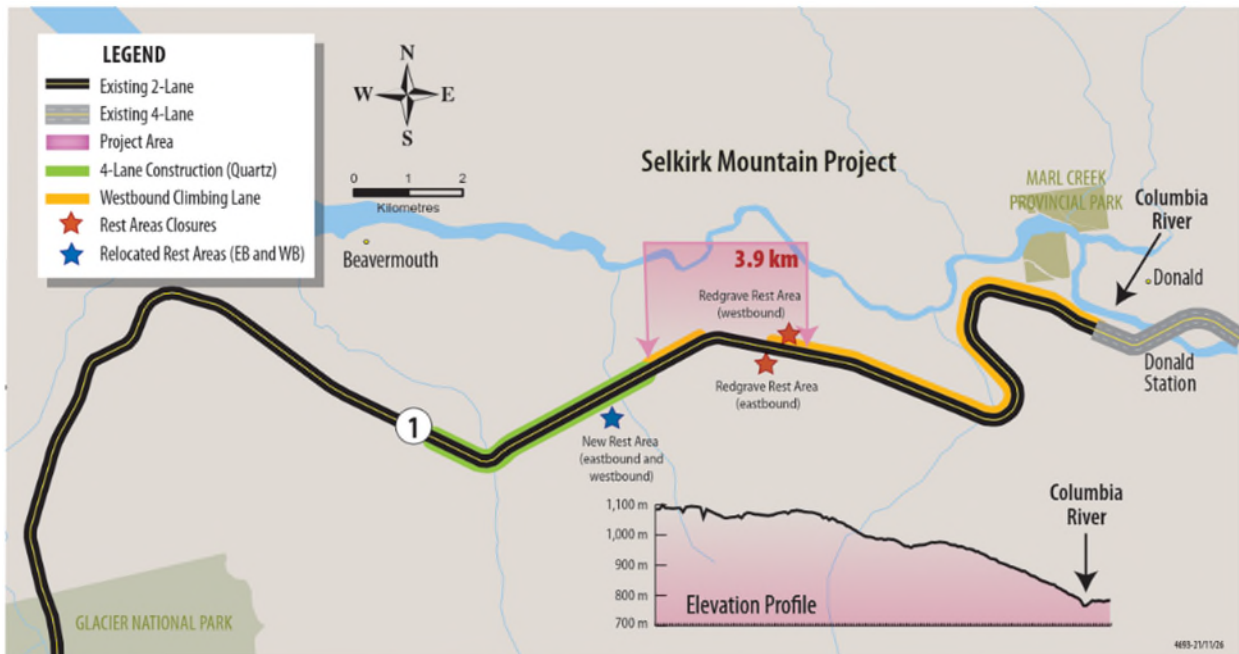 LEGEND
Existing 2-Lane
Existing 4-Lane
Project Area
4-Lane Construction (Quartz)
Westbound Climbing Lane
Rest Areas Closures
Relocated Rest Areas (EB and WB)
N
W
E
S
0 1 2
Kilometres
Selkirk Mountain Project
MARL CREEK
PROVINCIAL PARK
Columbia
River
Beavermouth
3.9 km
Donald
Redgrave Rest Area
(westbound)
Redgrave Rest Area
(eastbound)
Donald
Station
1
New Rest Area
(eastbound and
westbound)
1,100 m
1,000 m
900 m
800 m
700 m
Elevation Profile
Columbia
River
GLACIER NATIONAL PARK
4693-21/11/26